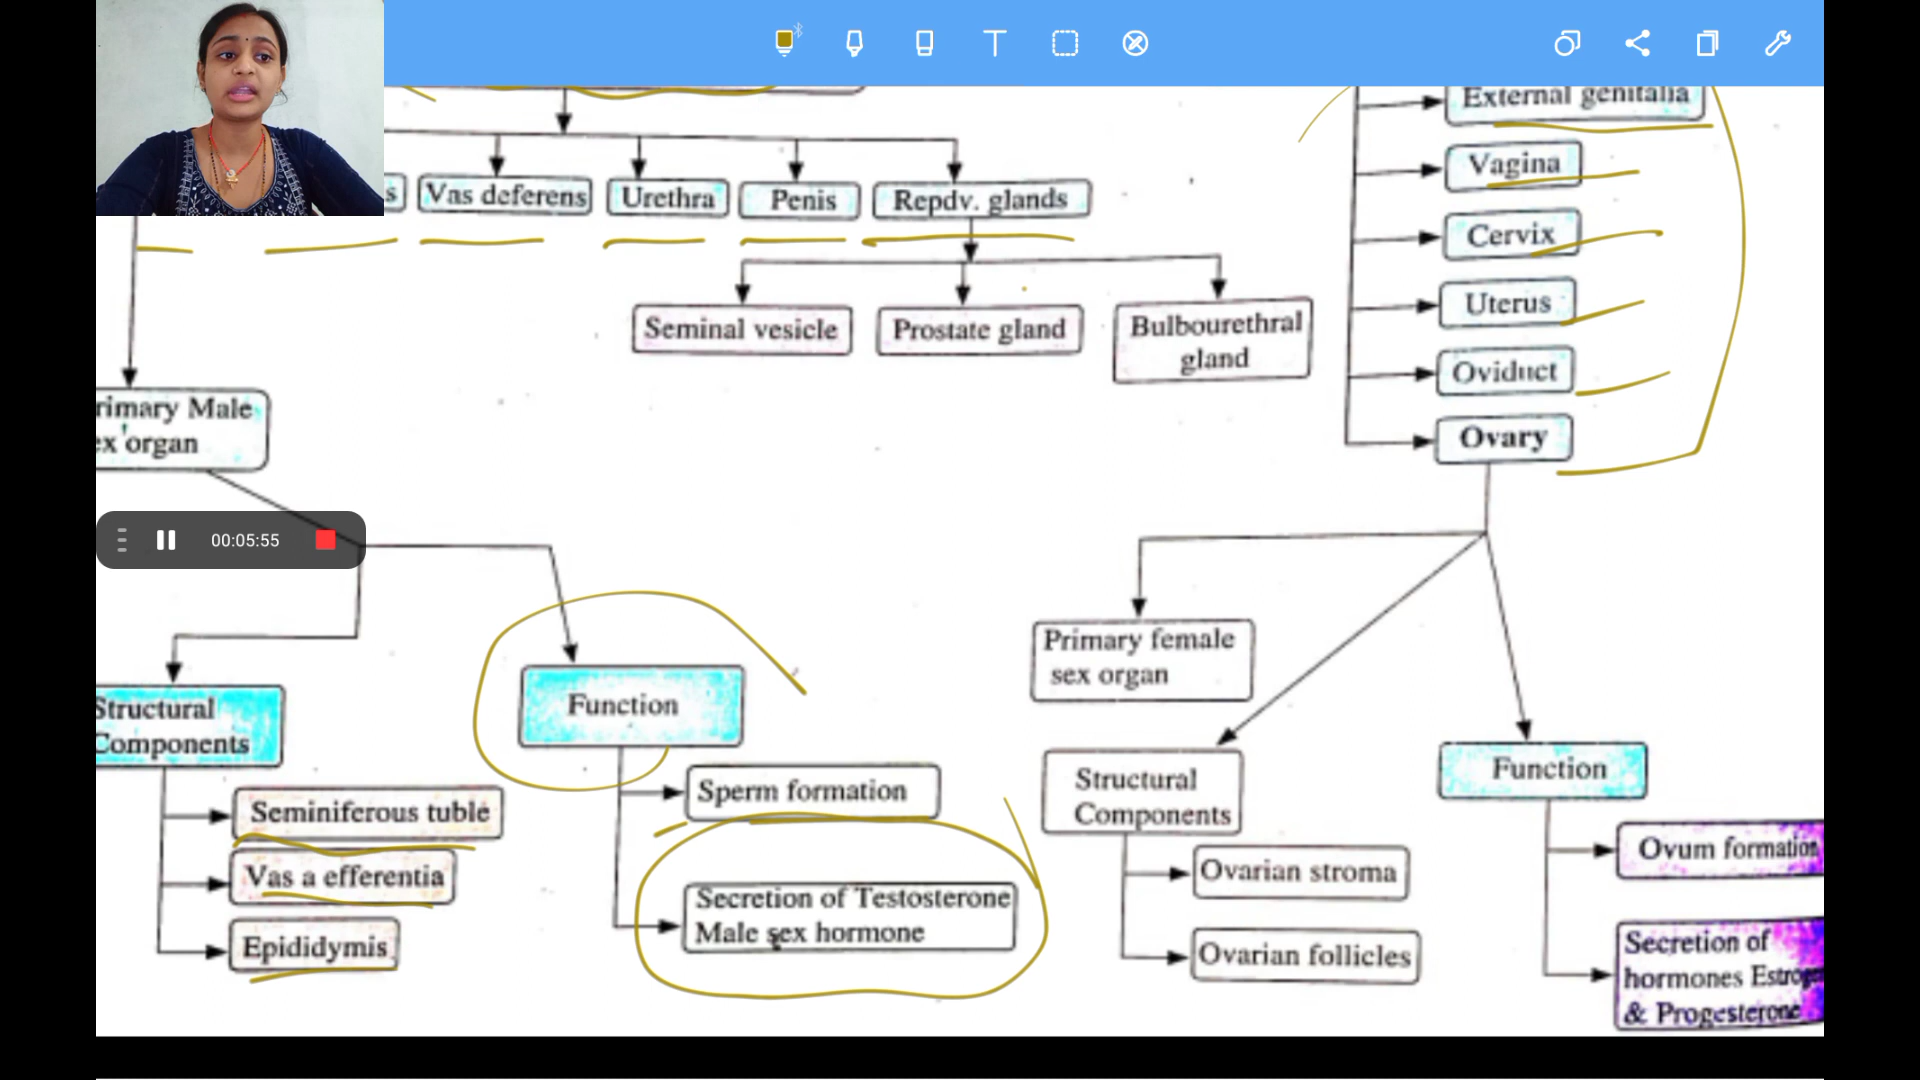 External genitalia
Vagina
Vas deferens
Urethra
Penis
Repdv. glands
Cervix
Uterus
Seminal vesicle
Prostate gland
Bulbourethral
gland
Oviduct
rimary Male
ex organ
Ovary
00:05:55
Primary female
sex organ
Structural
Components
Function
Structural
Components
Function
Seminiferous tuble
Sperm formation
Vas a efferentia
Ovarian stroma
Ovum formation
Secretion of Testosterone
Male sex hormone
Epididymis
Ovarian follicles
Secretion of
hormones Estrog
& Progesterone